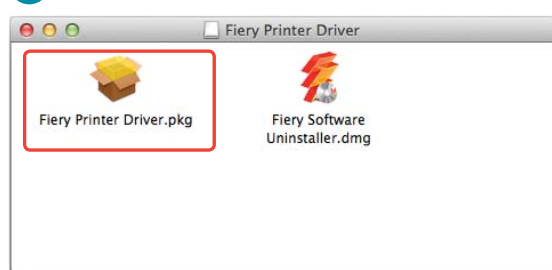 Fiery Printer Driver
Fiery Printer Driver.pkg
Fiery Software
Uninstaller.dmg